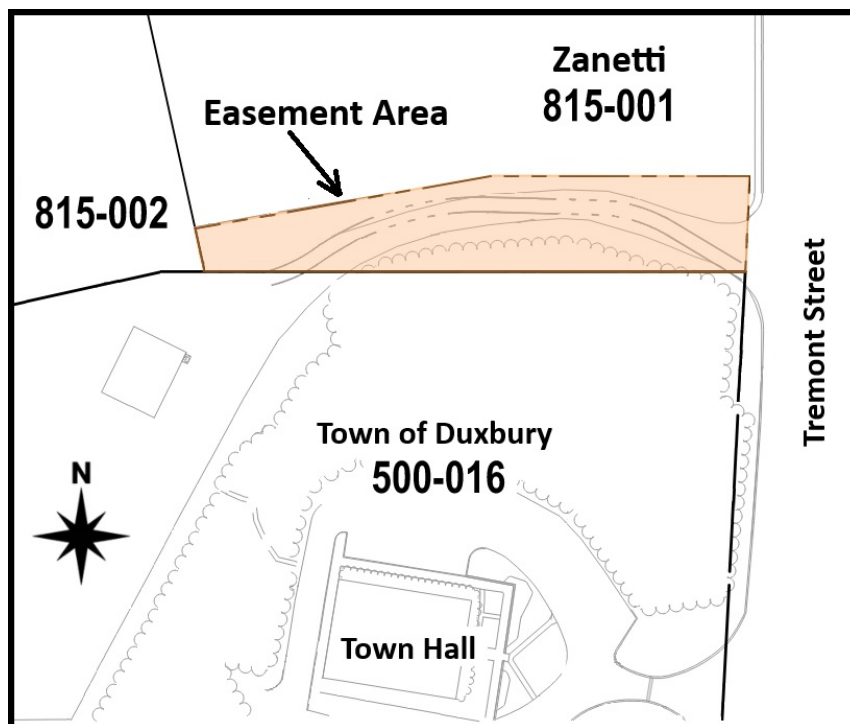 Zanetti
815-001
Easement Area
815-002
Tremont Street
Town of Duxbury
500-016
N
Town Hall